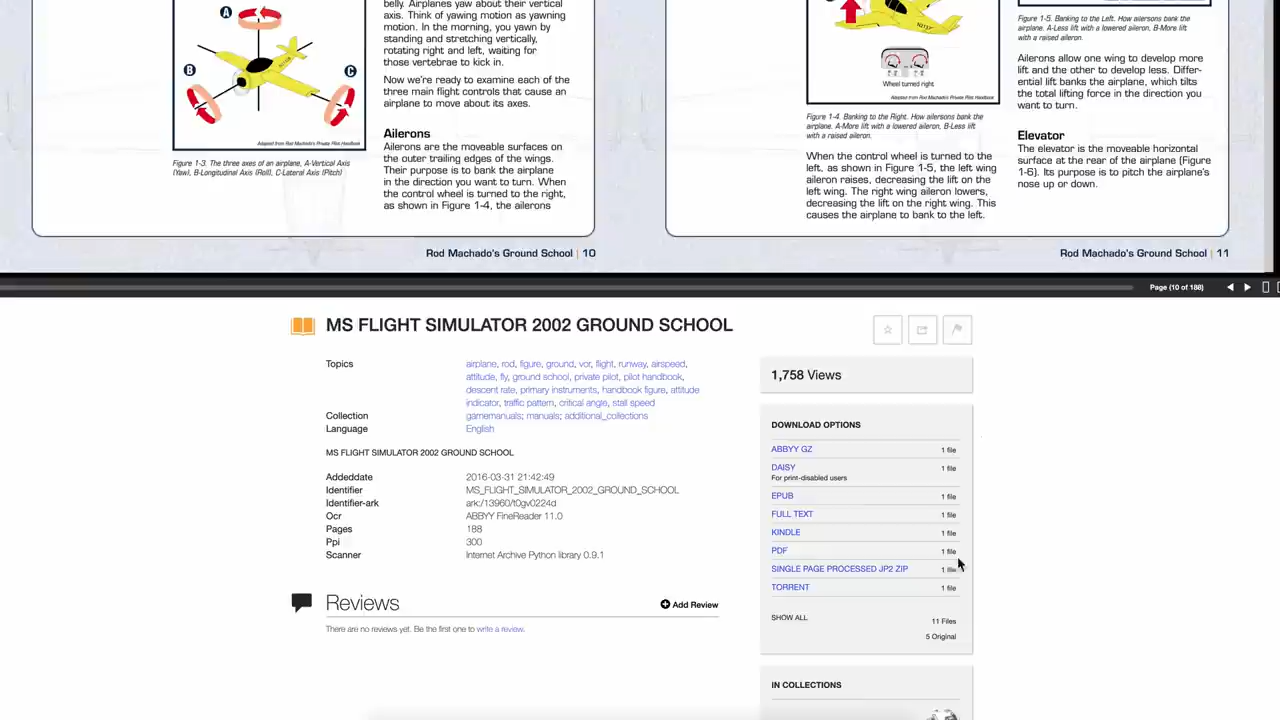 belly. Airplanes yaw about their vertical
axis. Think of yawing motion as yawning
motion. In the morning, you yawn by
standing and stretching vertically,
rotating right and left, waiting for
those vertebrae to kick in.
Now we're ready to examine each of the
three main flight controls that cause an
airplane to move about its axes.
Ailerons
Ailerons are the moveable surfaces on
the outer trailing edges of the wings.
Their purpose is to bank the airplane
in the direction you want to turn. When
the control wheel is turned to the right,
as shown in Figure 1-4, the ailerons
A
B
C
Adapted from Rod Machado's Private Pilot Handbook
Figure 1-3. The three axes of an airplane, A-Vertical Axis
(Yaw), B-Longitudinal Axis (Roll), C-Lateral Axis (Pitch)
Rod Machado's Ground School | 10
Wheel turned right
Adapted from Rod Machado's Private Pilot Handbook
Figure 1-4. Banking to the Right. How ailerons bank the
airplane. A-More lift with a lowered aileron, B-Less lift
with a raised aileron.
When the control wheel is turned to the
left, as shown in Figure 1-5, the left wing
aileron raises, decreasing the lift on the
left wing. The right wing aileron lowers,
decreasing the lift on the right wing. This
causes the airplane to bank to the left.
Figure 1-5. Banking to the Left. How ailerons bank the
airplane. A-Less lift with a lowered aileron, B-More lift
with a raised aileron.
Ailerons allow one wing to develop more
lift and the other to develop less. Differ-
ential lift banks the airplane, which tilts
the total lifting force in the direction you
want to turn.
Elevator
The elevator is the moveable horizontal
surface at the rear of the airplane (Figure
1-6). Its purpose is to pitch the airplane's
nose up or down.
Rod Machado's Ground School | 11
Page (10 of 188)
MS FLIGHT SIMULATOR 2002 GROUND SCHOOL
Topics airplane, rod, figure, ground, vor, flight, runway, airspeed,
attitude, fly, ground school, private pilot, pilot handbook,
descent rate, primary instruments, handbook figure, attitude
indicator, traffic pattern, critical angle, stall speed
Collection gamemanuals; manuals; additional_collections
Language English
MS FLIGHT SIMULATOR 2002 GROUND SCHOOL
Addeddate 2016-03-31 21:42:49
Identifier MS_FLIGHT_SIMULATOR_2002_GROUND_SCHOOL
Identifier-ark ark:/13960/t0gv0224d
Ocr ABBYY FineReader 11.0
Pages 188
Ppi 300
Scanner Internet Archive Python library 0.9.1
Reviews
Add Review
There are no reviews yet. Be the first one to write a review.
1,758 Views
DOWNLOAD OPTIONS
ABBYY GZ 1 file
DAISY 1 file
For print-disabled users
EPUB 1 file
FULL TEXT 1 file
KINDLE 1 file
PDF 1 file
SINGLE PAGE PROCESSED JP2 ZIP 1 file
TORRENT 1 file
SHOW ALL 11 Files
5 Original
IN COLLECTIONS